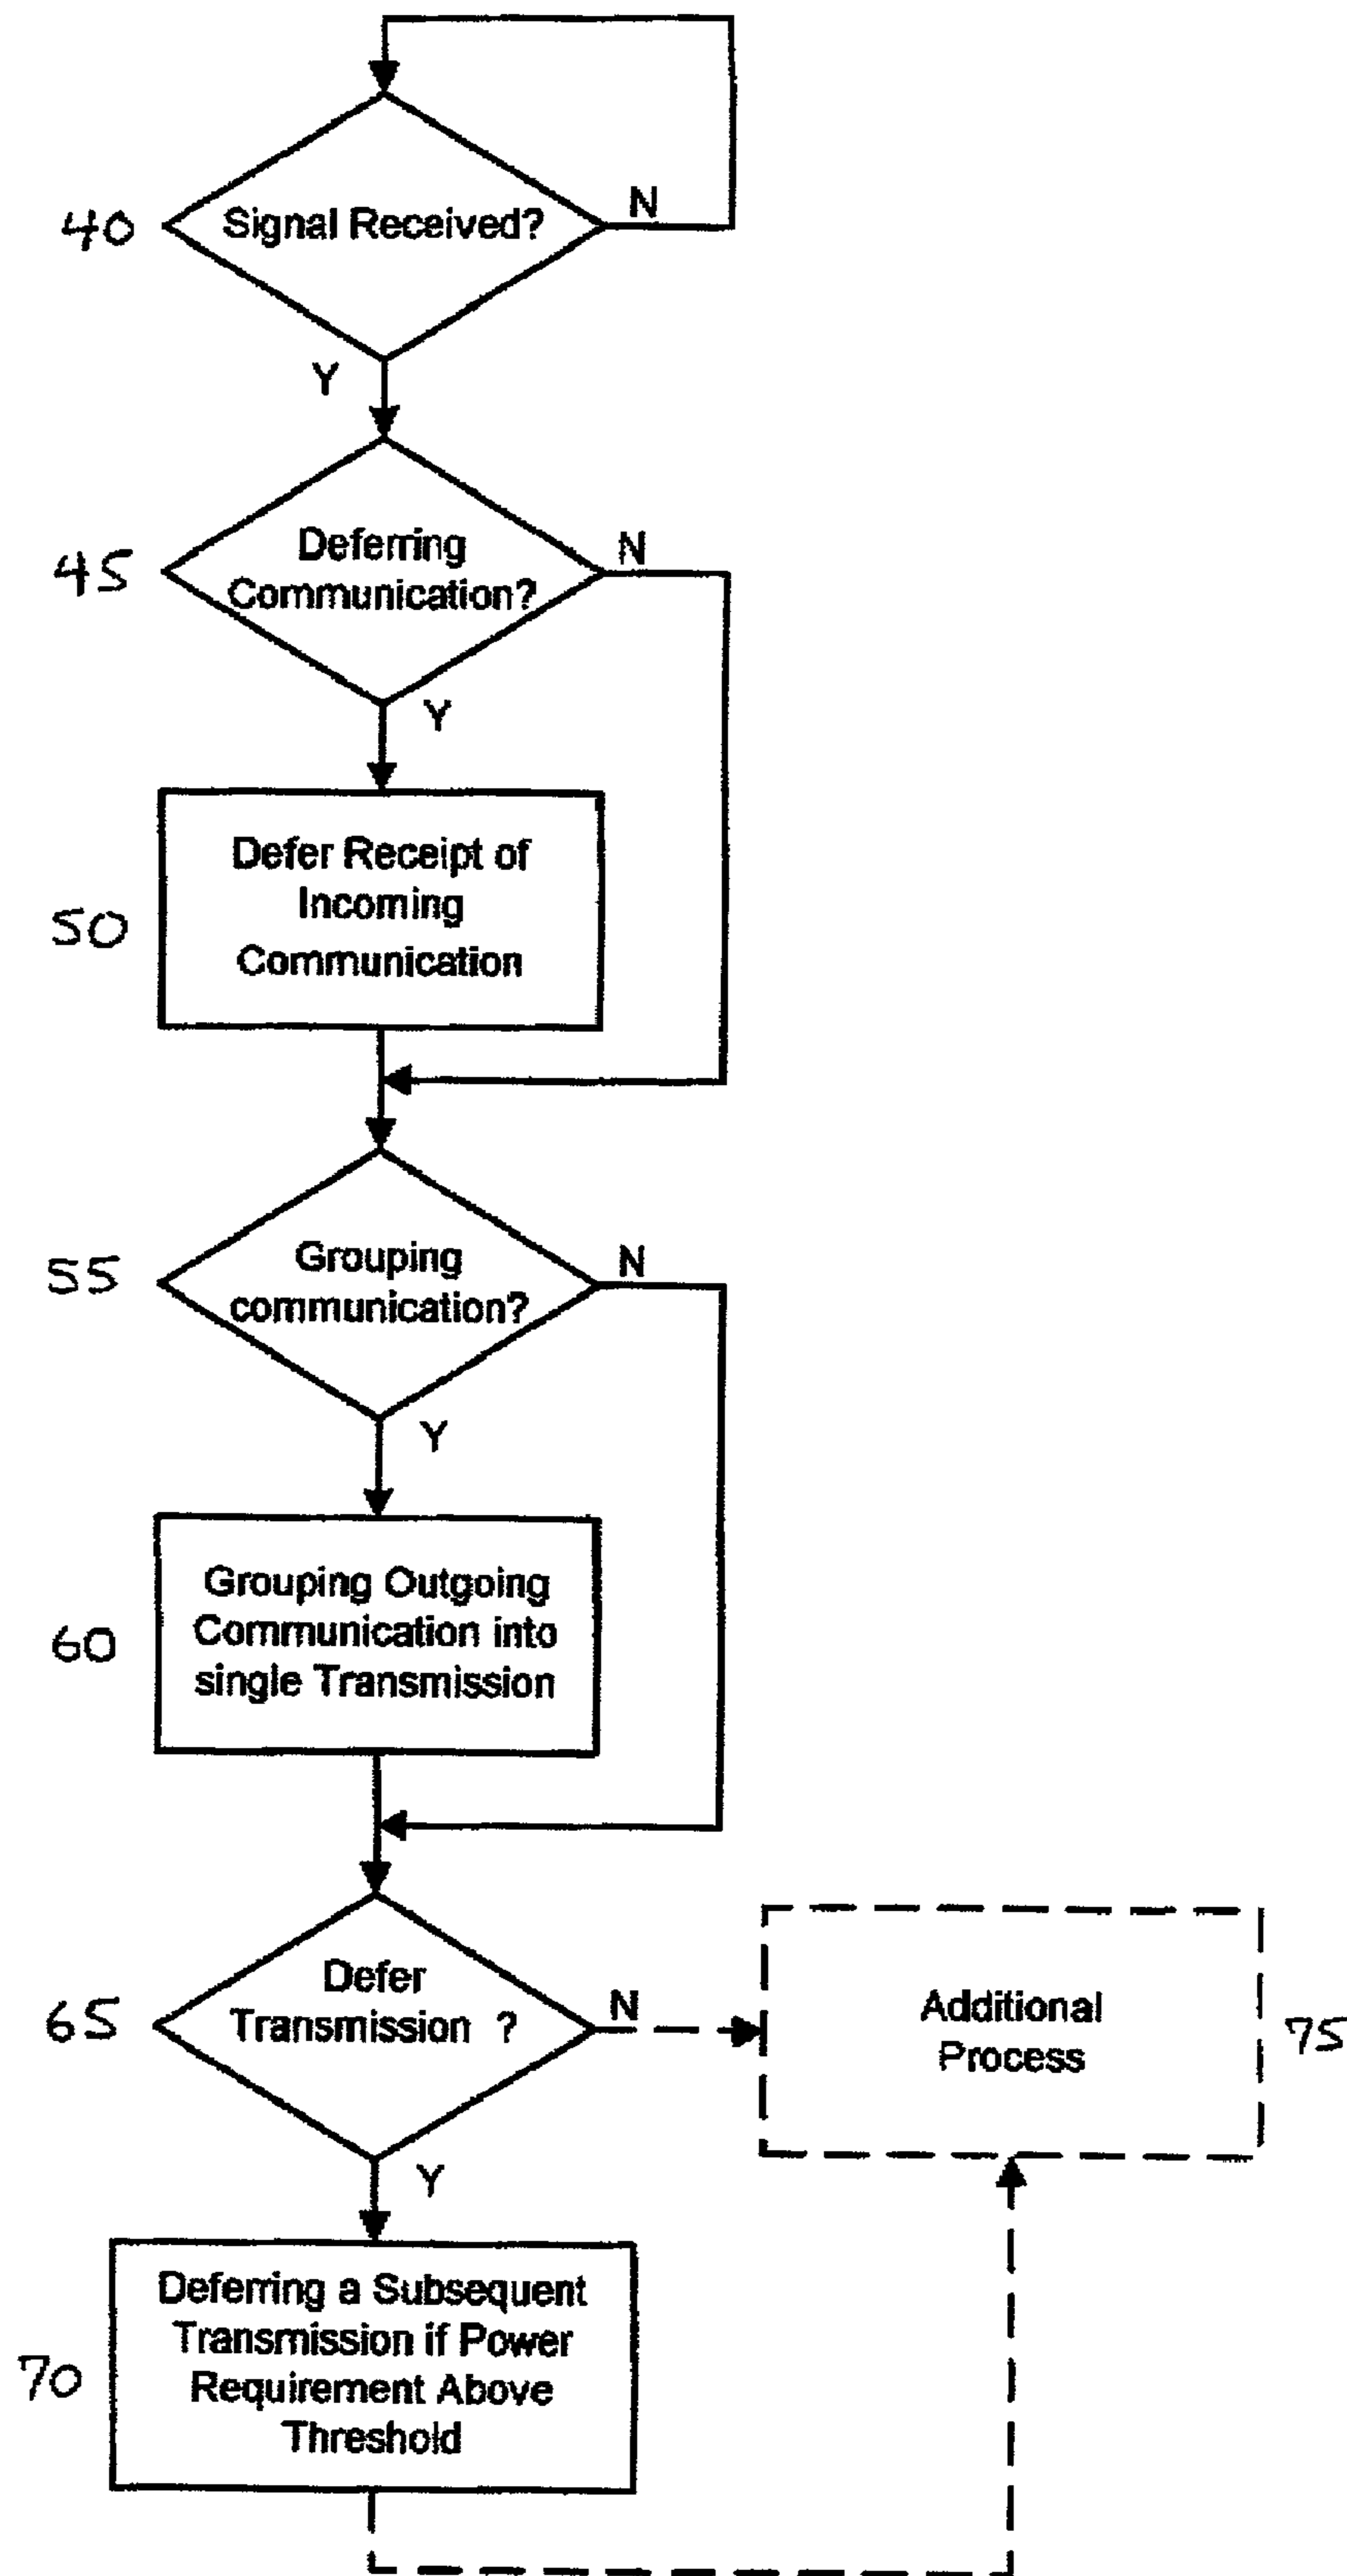 40
Signal Received?
N
Y
45
Deferring
Communication?
N
Y
50
Defer Receipt of
Incoming
Communication
55
Grouping
communication?
N
Y
60
Grouping Outgoing
Communication into
single Transmission
65
Defer
Transmission ?
N
Y
Additional
Process
75
70
Deferring a Subsequent
Transmission if Power
Requirement Above
Threshold